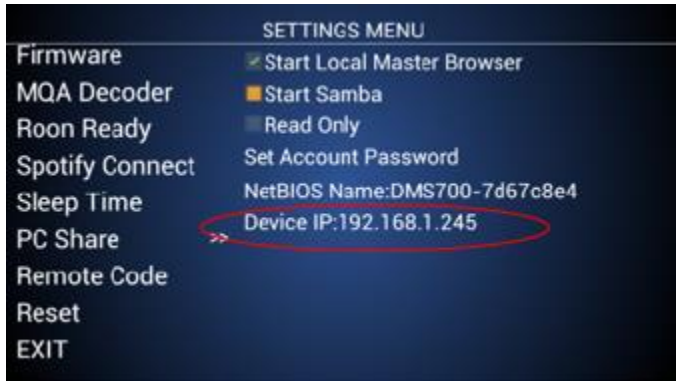 SETTINGS MENU
Firmware
MQA Decoder
Roon Ready
Spotify Connect
Sleep Time
PC Share >>
Remote Code
Reset
EXIT
Start Local Master Browser
Start Samba
Read Only
Set Account Password
NetBIOS Name:DMS700-7d67c8e4
Device IP:192.168.1.245